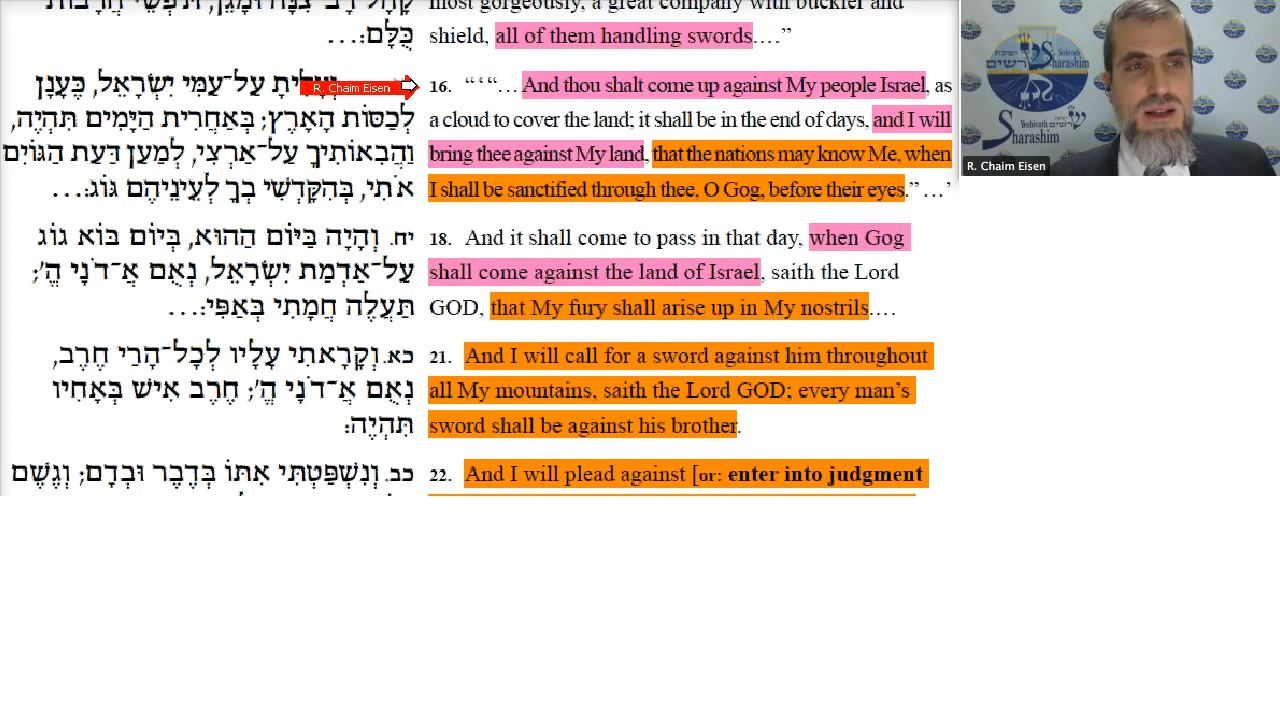 most gorgeously, a great company with buckler and
shield, all of them handling swords.…”
16. “‘“… And thou shalt come up against My people Israel, as
a cloud to cover the land; it shall be in the end of days, and I will
bring thee against My land, that the nations may know Me, when
I shall be sanctified through thee, O Gog, before their eyes.” …’
18. And it shall come to pass in that day, when Gog
shall come against the land of Israel, saith the Lord
GOD, that My fury shall arise up in My nostrils.…
21. And I will call for a sword against him throughout
all My mountains, saith the Lord GOD; every man’s
sword shall be against his brother.
22. And I will plead against [or: enter into judgment
כֻּלָּם:…
עַל־עַמִּי יִשְׂרָאֵל, כֶּעָנָן
לְכַסּוֹת הָאָרֶץ; בְּאַחֲרִית הַיָּמִים תִּהְיֶה,
וַהֲבִאוֹתִיךָ עַל־אַרְצִי, לְמַעַן דַּעַת הַגּוֹיִם
אֹתִי, בְּהִקָּדְשִׁי בְךָ לְעֵינֵיהֶם גּוֹג:…
יח. וְהָיָה בַּיּוֹם הַהוּא, בְּיוֹם בּוֹא גוֹג
עַל־אַדְמַת יִשְׂרָאֵל, נְאֻם אֲ־דֹנָי הֱ׳;
תַּעֲלֶה חֲמָתִי בְּאַפִּי:…
כא. וְקָרָאתִי עָלָיו לְכָל־הָרַי חֶרֶב,
נְאֻם אֲ־דֹנָי הֱ׳; חֶרֶב אִישׁ בְּאָחִיו
תִּהְיֶה:
כב. וְנִשְׁפַּטְתִּי אִתּוֹ בְּדֶבֶר וּבְדָם; וְגֶשֶׁם
R. Chaim Eisen
ישיבת
שרשים
Yeshivath
Sharashim
Yeshivath
Sharashim
R. Chaim Eisen